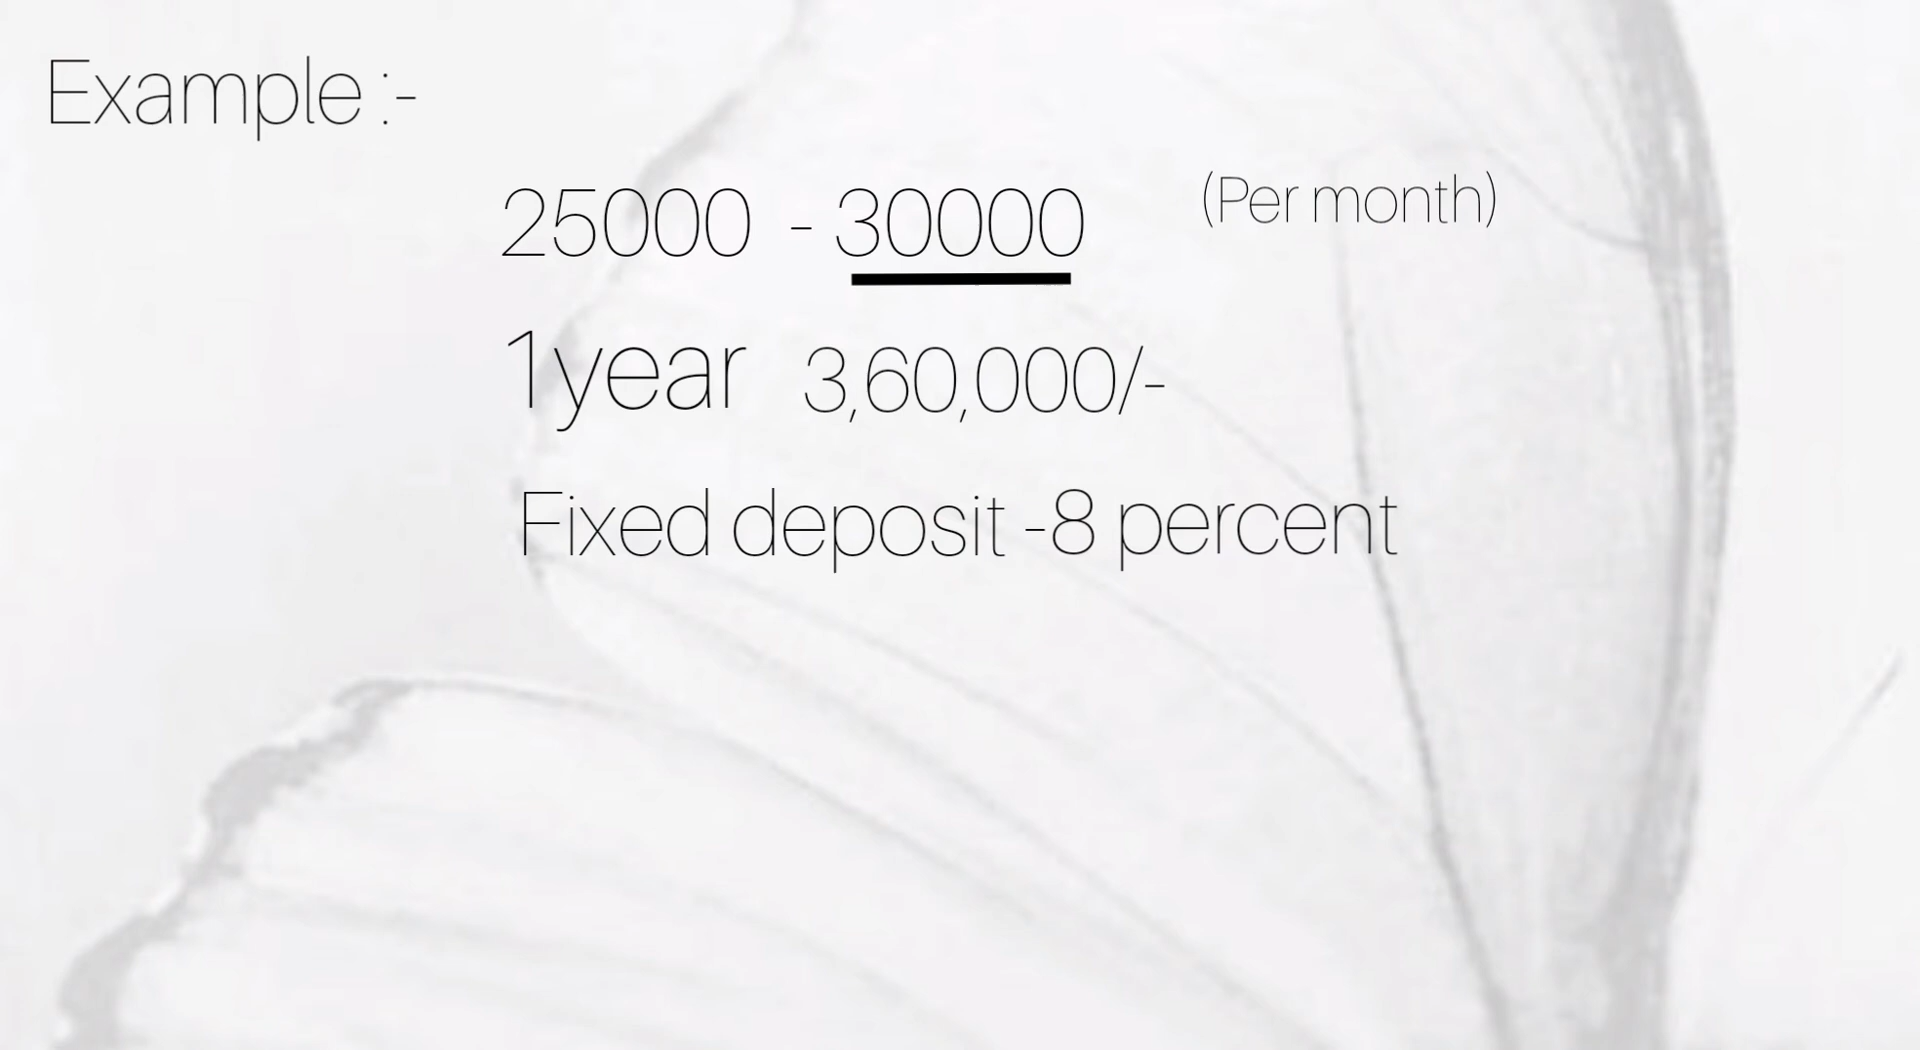 Example :-
25000 - 30000 (Per month)
1year 3,60,000/-
Fixed deposit -8 percent